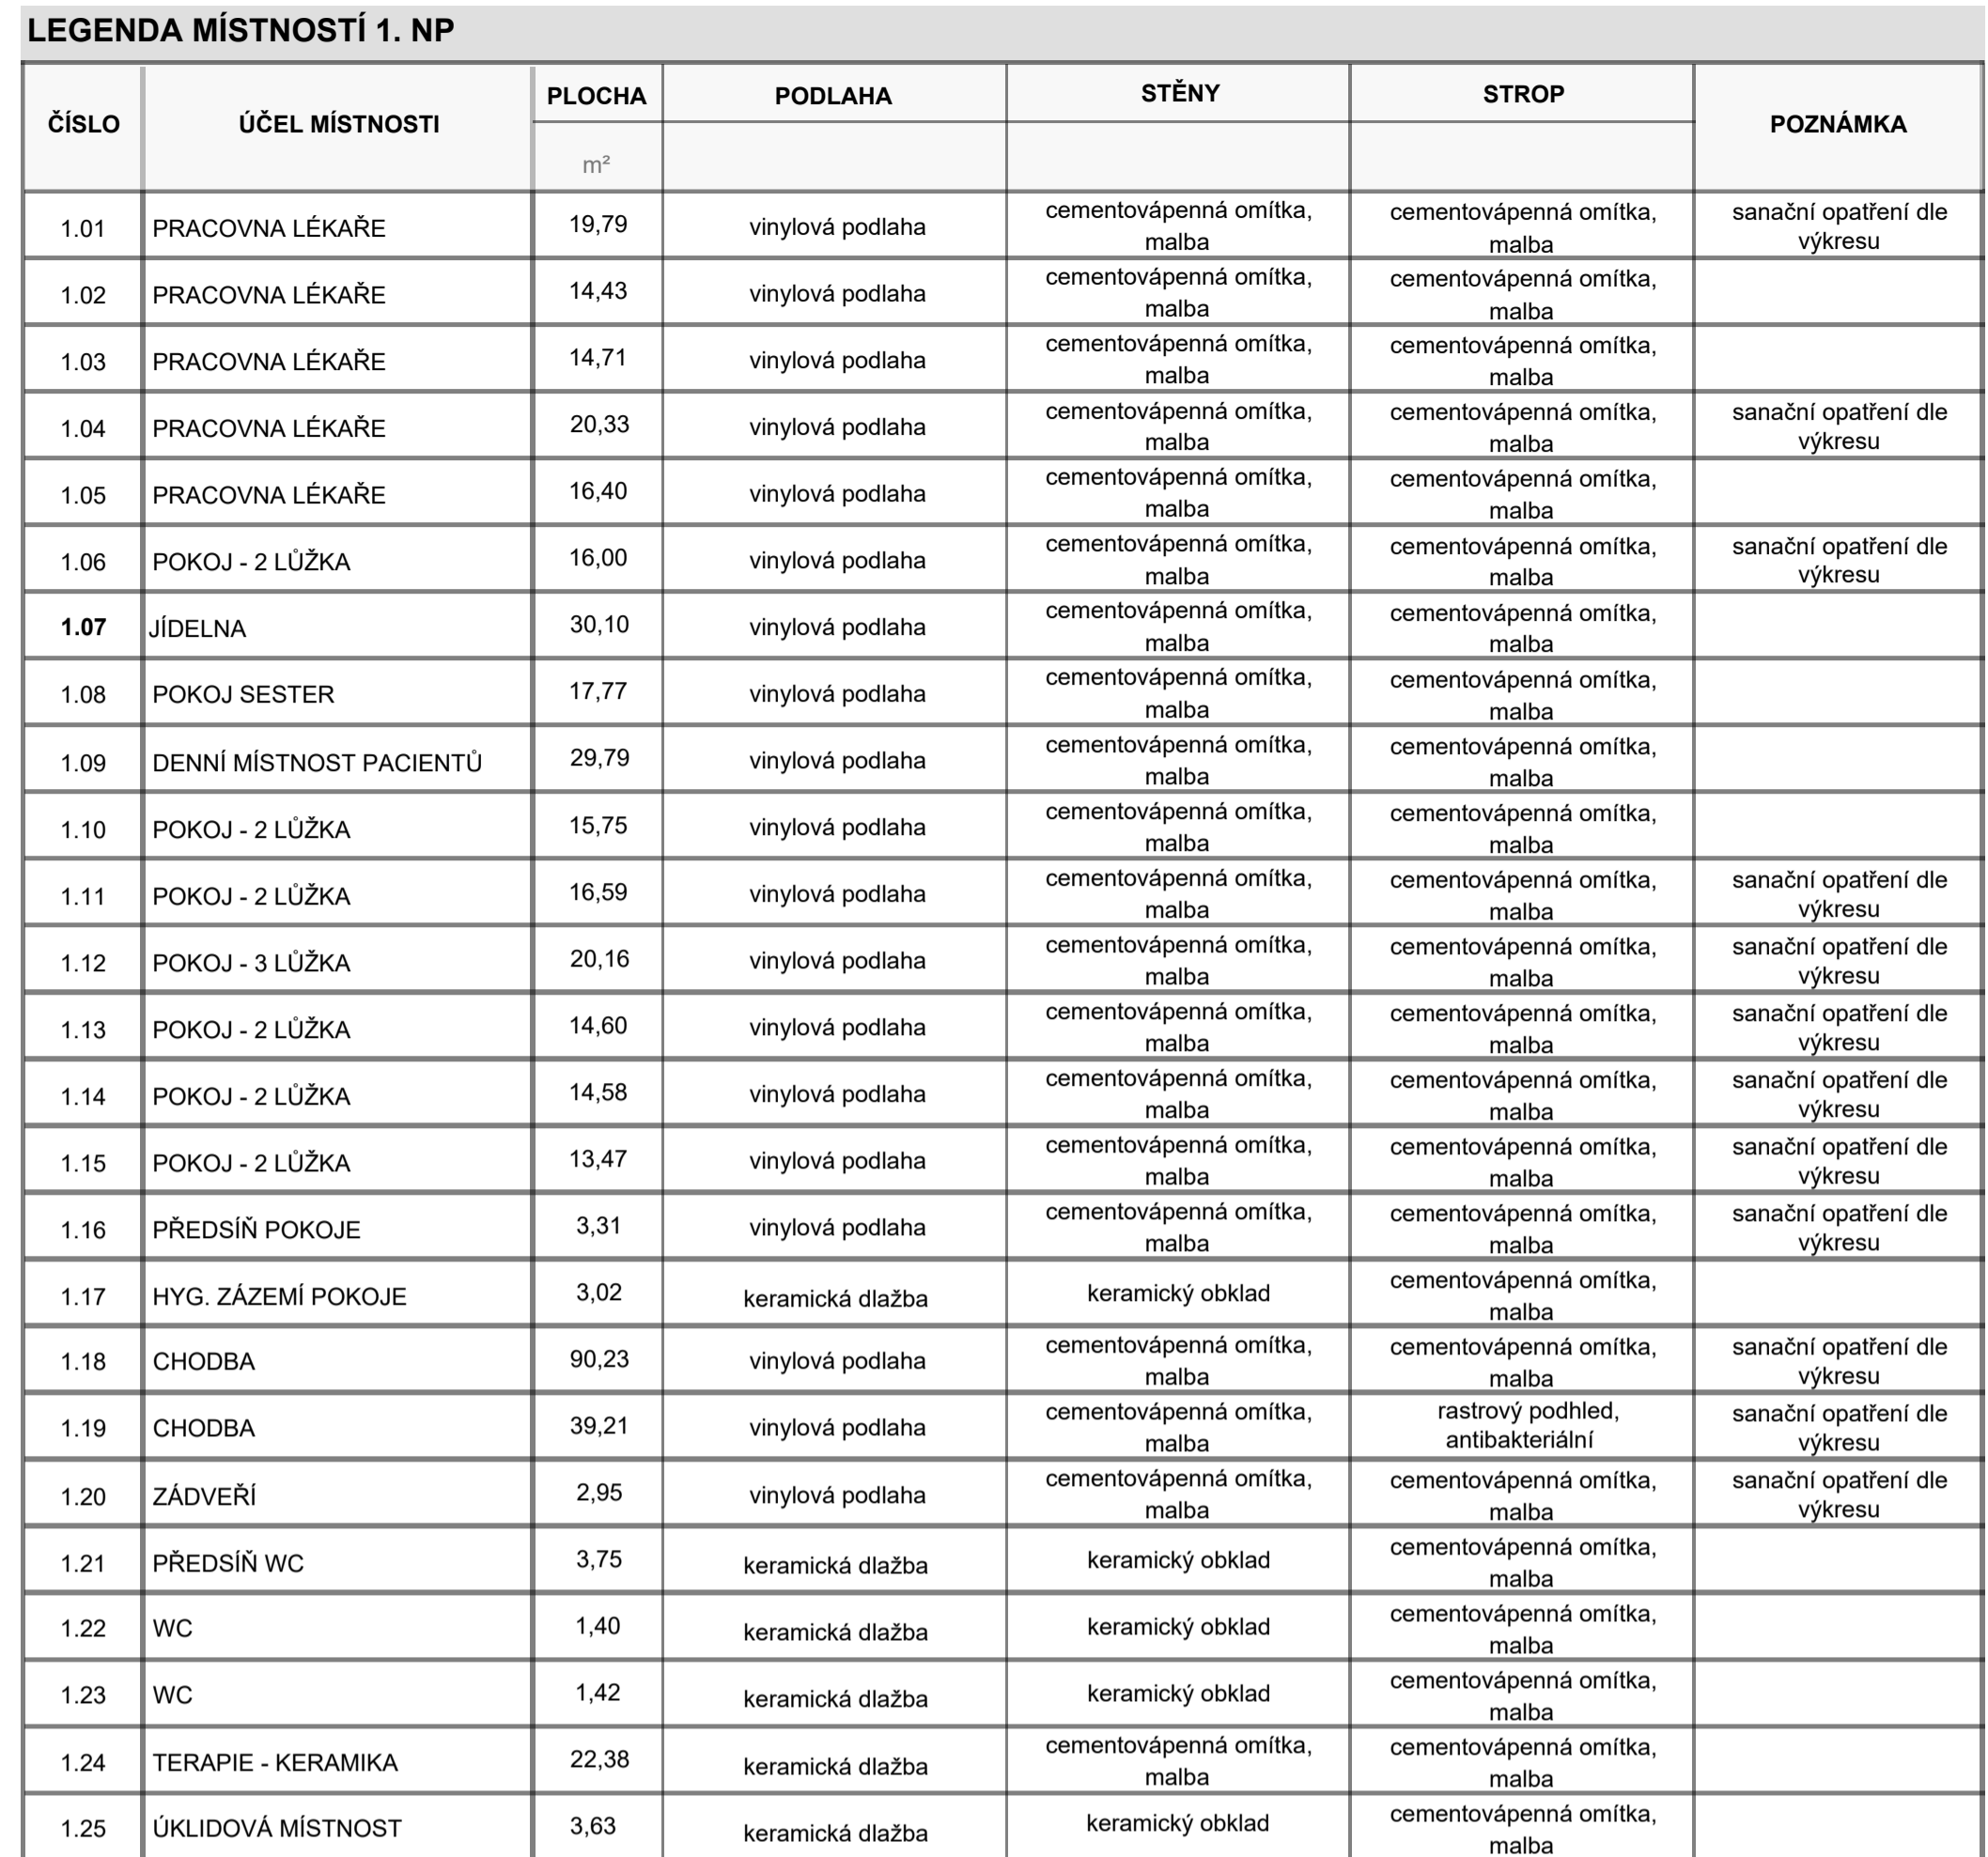 LEGENDA MÍSTNOSTÍ 1. NP
ČÍSLO ÚČEL MÍSTNOSTI PLOCHA PODLAHA STĚNY STROP POZNÁMKA
m²
1.01 PRACOVNA LÉKAŘE 19,79 vinylová podlaha cementovápenná omítka, cementovápenná omítka, sanační opatření dle
malba malba výkresu
1.02 PRACOVNA LÉKAŘE 14,43 vinylová podlaha cementovápenná omítka, cementovápenná omítka,
malba malba
1.03 PRACOVNA LÉKAŘE 14,71 vinylová podlaha cementovápenná omítka, cementovápenná omítka,
malba malba
1.04 PRACOVNA LÉKAŘE 20,33 vinylová podlaha cementovápenná omítka, cementovápenná omítka, sanační opatření dle
malba malba výkresu
1.05 PRACOVNA LÉKAŘE 16,40 vinylová podlaha cementovápenná omítka, cementovápenná omítka,
malba malba
1.06 POKOJ - 2 LŮŽKA 16,00 vinylová podlaha cementovápenná omítka, cementovápenná omítka, sanační opatření dle
malba malba výkresu
1.07 JÍDELNA 30,10 vinylová podlaha cementovápenná omítka, cementovápenná omítka,
malba malba
1.08 POKOJ SESTER 17,77 vinylová podlaha cementovápenná omítka, cementovápenná omítka,
malba malba
1.09 DENNÍ MÍSTNOST PACIENTŮ 29,79 vinylová podlaha cementovápenná omítka, cementovápenná omítka,
malba malba
1.10 POKOJ - 2 LŮŽKA 15,75 vinylová podlaha cementovápenná omítka, cementovápenná omítka,
malba malba
1.11 POKOJ - 2 LŮŽKA 16,59 vinylová podlaha cementovápenná omítka, cementovápenná omítka, sanační opatření dle
malba malba výkresu
1.12 POKOJ - 3 LŮŽKA 20,16 vinylová podlaha cementovápenná omítka, cementovápenná omítka, sanační opatření dle
malba malba výkresu
1.13 POKOJ - 2 LŮŽKA 14,60 vinylová podlaha cementovápenná omítka, cementovápenná omítka, sanační opatření dle
malba malba výkresu
1.14 POKOJ - 2 LŮŽKA 14,58 vinylová podlaha cementovápenná omítka, cementovápenná omítka, sanační opatření dle
malba malba výkresu
1.15 POKOJ - 2 LŮŽKA 13,47 vinylová podlaha cementovápenná omítka, cementovápenná omítka, sanační opatření dle
malba malba výkresu
1.16 PŘEDSÍŇ POKOJE 3,31 vinylová podlaha cementovápenná omítka, cementovápenná omítka, sanační opatření dle
malba malba výkresu
1.17 HYG. ZÁZEMÍ POKOJE 3,02 keramická dlažba keramický obklad cementovápenná omítka,
malba
1.18 CHODBA 90,23 vinylová podlaha cementovápenná omítka, cementovápenná omítka, sanační opatření dle
malba malba výkresu
1.19 CHODBA 39,21 vinylová podlaha cementovápenná omítka, rastrový podhled, sanační opatření dle
malba antibakteriální výkresu
1.20 ZÁDVEŘÍ 2,95 vinylová podlaha cementovápenná omítka, cementovápenná omítka, sanační opatření dle
malba malba výkresu
1.21 PŘEDSÍŇ WC 3,75 keramická dlažba keramický obklad cementovápenná omítka,
malba
1.22 WC 1,40 keramická dlažba keramický obklad cementovápenná omítka,
malba
1.23 WC 1,42 keramická dlažba keramický obklad cementovápenná omítka,
malba
1.24 TERAPIE - KERAMIKA 22,38 keramická dlažba cementovápenná omítka, cementovápenná omítka,
malba malba
1.25 ÚKLIDOVÁ MÍSTNOST 3,63 keramická dlažba keramický obklad cementovápenná omítka,
malba